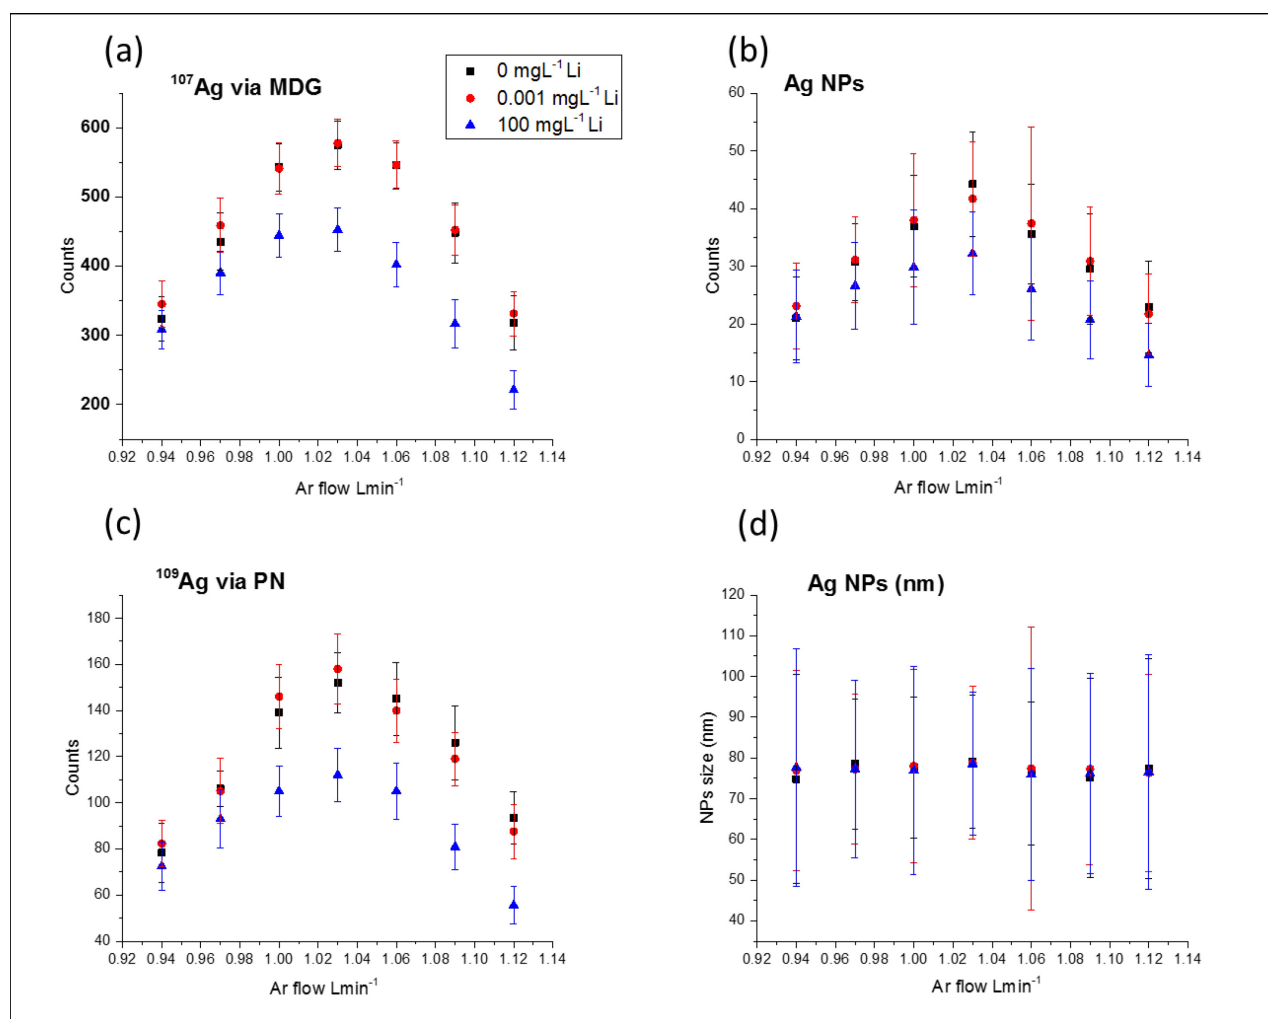 (a)
¹⁰⁷Ag via MDG
0 mgL⁻¹ Li
0.001 mgL⁻¹ Li
100 mgL⁻¹ Li
600
500
400
300
200
Counts
0.92 0.94 0.96 0.98 1.00 1.02 1.04 1.06 1.08 1.10 1.12 1.14
Ar flow Lmin⁻¹
(b)
Ag NPs
60
50
40
30
20
10
0
Counts
0.92 0.94 0.96 0.98 1.00 1.02 1.04 1.06 1.08 1.10 1.12 1.14
Ar flow Lmin⁻¹
(c)
¹⁰⁹Ag via PN
180
160
140
120
100
80
60
40
Counts
0.92 0.94 0.96 0.98 1.00 1.02 1.04 1.06 1.08 1.10 1.12 1.14
Ar flow Lmin⁻¹
(d)
Ag NPs (nm)
120
110
100
90
80
70
60
50
40
NPs size (nm)
0.92 0.94 0.96 0.98 1.00 1.02 1.04 1.06 1.08 1.10 1.12 1.14
Ar flow Lmin⁻¹